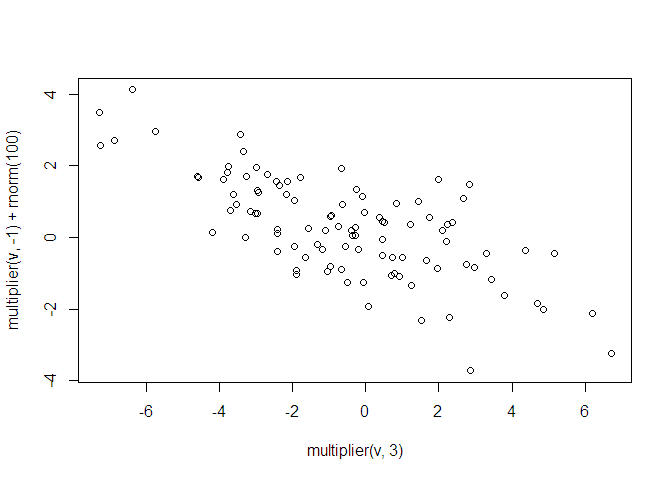 multiplier(v, -1) + rnorm(100)
4
2
0
-2
-4
-6 -4 -2 0 2 4 6
multiplier(v, 3)